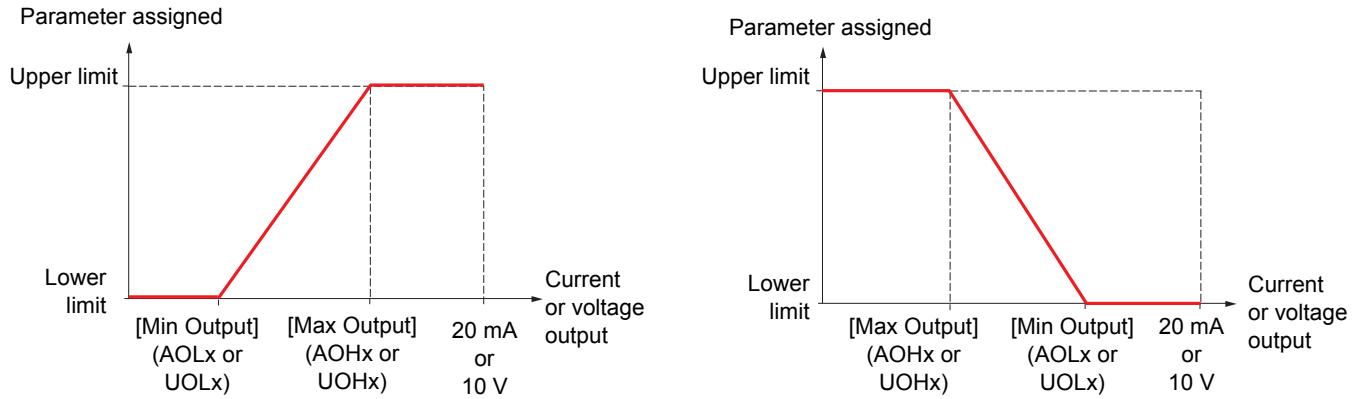 Parameter assigned
Upper limit
Lower
limit
[Min Output]
(AOLx or
UOLx)
[Max Output]
(AOHx or
UOHx)
20 mA
or
10 V
Current
or voltage
output
Parameter assigned
Upper limit
Lower
limit
[Max Output]
(AOHx or
UOHx)
[Min Output]
(AOLx or
UOLx)
20 mA
or
10 V
Current
or voltage
output